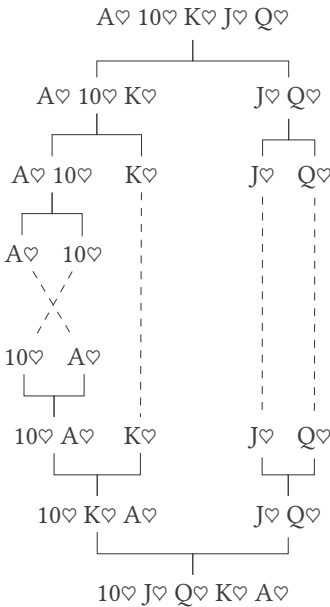 A♡ 10♡ K♡ J♡ Q♡
A♡ 10♡ K♡ J♡ Q♡
A♡ 10♡ K♡ J♡ Q♡
A♡ 10♡
10♡ A♡
10♡ A♡ K♡ J♡ Q♡
10♡ K♡ A♡ J♡ Q♡
10♡ J♡ Q♡ K♡ A♡